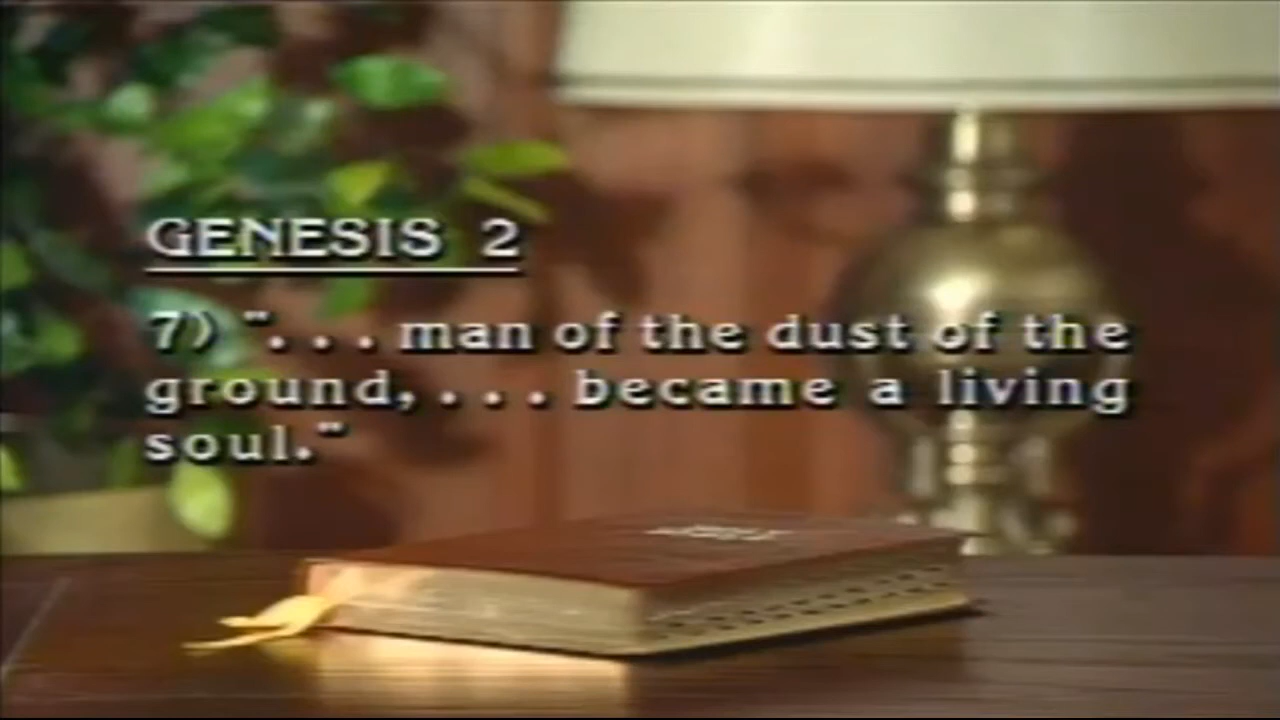 GENESIS 2
7) ". . . man of the dust of the
ground, . . . became a living
soul."